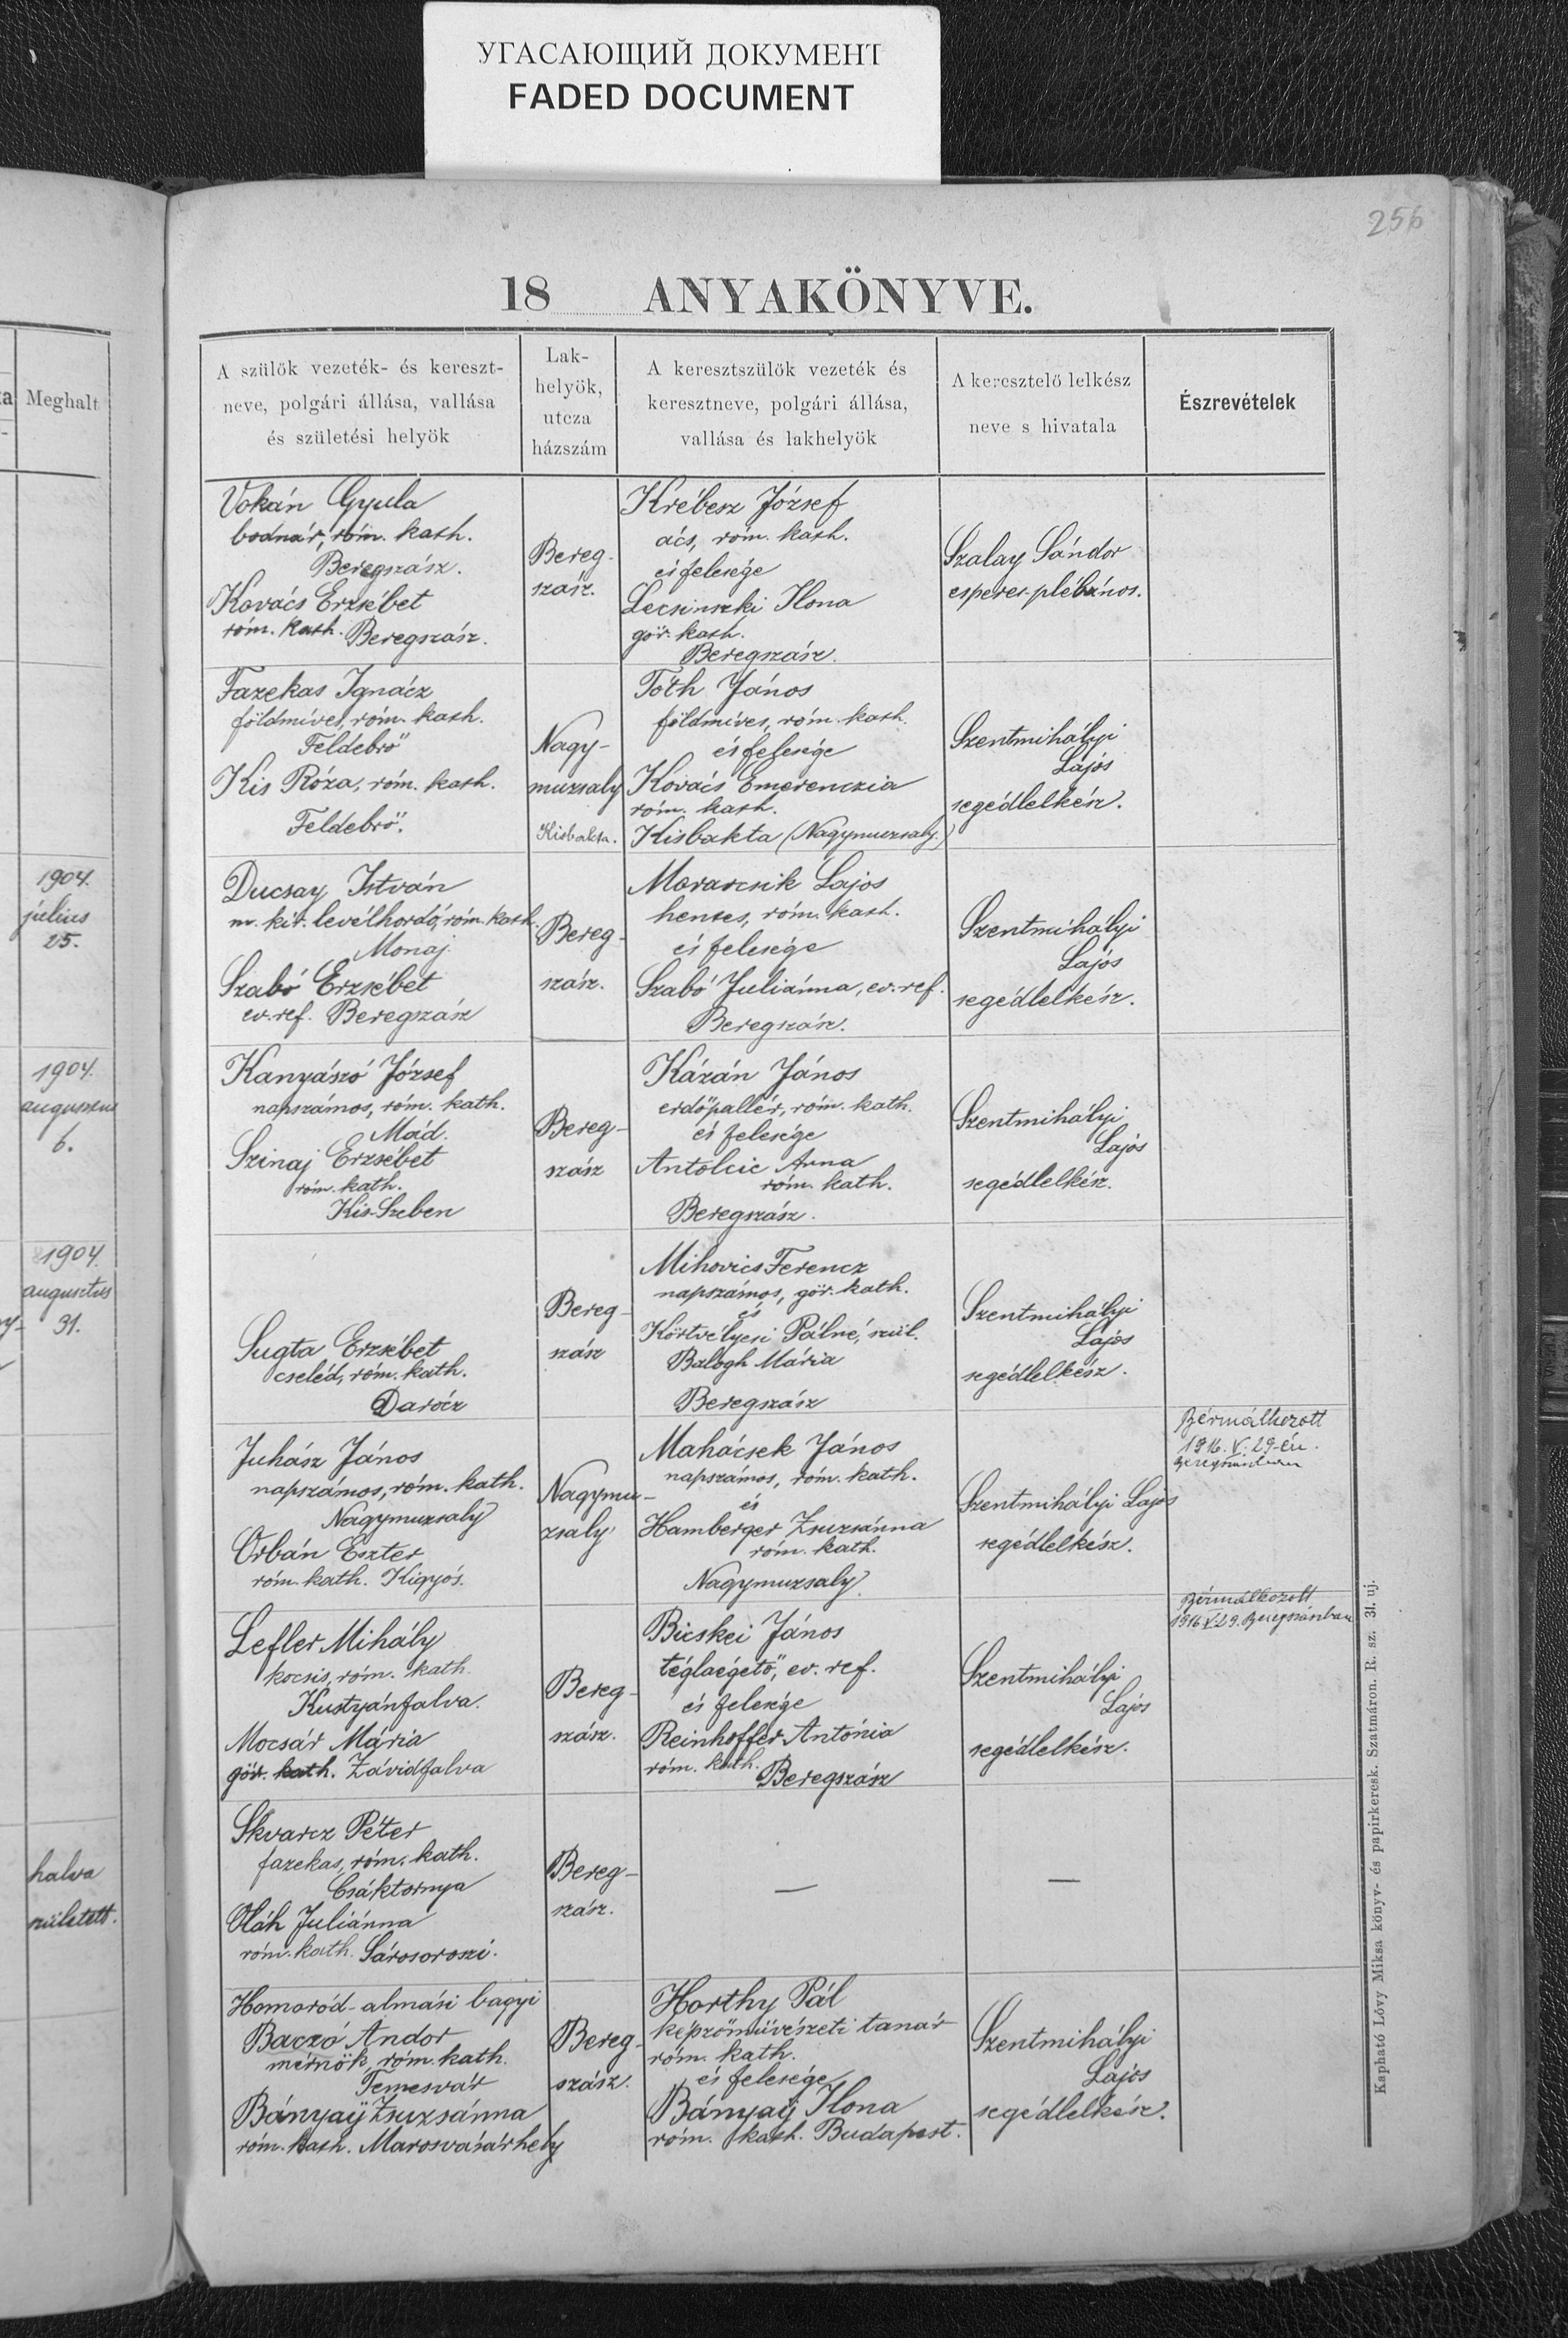 УГАСАЮЩИЙ ДОКУМЕНТ
FADED DOCUMENT
256
18 ANYAKÖNYVE.
Meghalt
1904.
július
25.
1904.
augusztus
6.
1904.
augusztus
31.
halva
született.
A szülők vezeték- és kereszt-
neve, polgári állása, vallása
és születési helyök
Lak-
helyök,
utcza
házszám
A keresztszülők vezeték és
keresztneve, polgári állása,
vallása és lakhelyök
A keresztelő lelkész
neve s hivatala
Észrevételek
Vokán Gyula
bodnár, róm. kath.
Beregszász.
Kovács Erzsébet
róm. kath. Beregszász.
Bereg-
szász.
Krébesz József
ács, róm. kath.
és felesége
Lecsinszki Ilona
gör. kath.
Beregszász.
Szalay Sándor
esperes-plébános.
Fazekas Ignácz
földmíves, róm. kath.
Feldebrő
Kis Róza, róm. kath.
Feldebrő.
Nagy-
muzsaly
Kisbakta.
Tóth János
földmíves, róm. kath.
és felesége
Kovács Emerenczia
róm. kath.
Kisbakta (Nagymuzsaly.)
Szentmihályi
Lajos
segédlelkész.
Ducsay István
m. kir. levélhordó, róm. kath.
Monaj.
Szabó Erzsébet
ev. ref. Beregszász
Bereg-
szász.
Moravcsik Lajos
hentes, róm. kath.
és felesége
Szabó Juliánna, ev. ref.
Beregszász.
Szentmihályi
Lajos
segédlelkész.
Kanyászó József
napszámos, róm. kath.
Mád.
Szinaj Erzsébet
róm. kath.
Kis-Szeben
Bereg-
szász
Kázán János
erdőpallér, róm. kath.
és felesége
Antolcic Anna
róm. kath.
Beregszász.
Szentmihályi
Lajos
segédlelkész.
Sugta Erzsébet
cseléd, róm. kath.
Darócz
Bereg-
szász
Mihovics Ferencz
napszámos, gör. kath.
és
Körtvélyesi Pálné, szül.
Balogh Mária
Beregszász
Szentmihályi
Lajos
segédlelkész.
Juhász János
napszámos, róm. kath.
Nagymuzsaly
Orbán Eszter
róm. kath. Kigyós.
Nagymu-
zsaly
Mahácsek János
napszámos, róm. kath.
és
Hamberger Zsuzsánna
róm. kath.
Nagymuzsaly.
Szentmihályi Lajos
segédlelkész.
Bérmálkozott
1916. V. 29-én.
Lefler Mihály
kocsis, róm. kath.
Kustyánfalva.
Mocsár Mária
gör. kath. Závidfalva
Bereg-
szász.
Bicskei János
téglaégető, ev. ref.
és felesége
Reinhoffer Antónia
róm. kath.
Beregszász
Szentmihályi
Lajos
segédlelkész.
Bérmálkozott
1916 V. 29. Beregszászban
Skvarcz Péter
fazekas, róm. kath.
Csáktornya
Oláh Juliánna
róm. kath. Sárosoroszi.
Bereg-
szász.
—
—
Homoród-almási bagyi
Baczó Andor
mérnök, róm. kath.
Temesvár
Bányaÿ Zsuzsánna
róm. kath. Marosvásárhely
Bereg-
szász.
Horthy Pál
képzőművészeti tanár
róm. kath.
és felesége
Bányaÿ Ilona
róm. kath. Budapest.
Szentmihályi
Lajos
segédlelkész.
Kapható Lővy Miksa könyv- és papirkeresk. Szatmáron. R. sz. 31. uj.